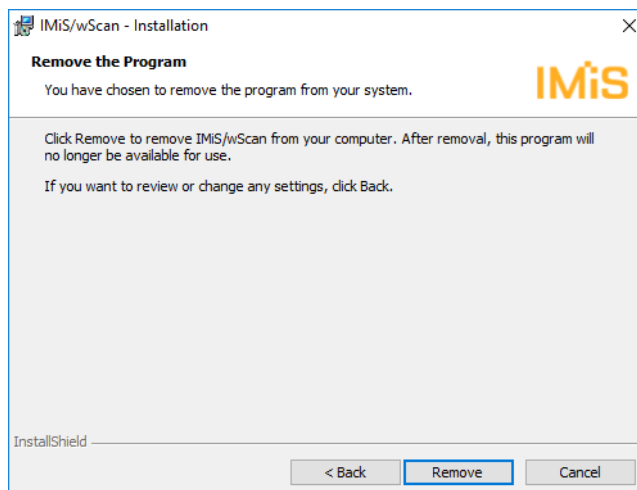 IMiS/wScan - Installation
Remove the Program
You have chosen to remove the program from your system.
IMiS
Click Remove to remove IMiS/wScan from your computer. After removal, this program will
no longer be available for use.
If you want to review or change any settings, click Back.
InstallShield
< Back
Remove
Cancel